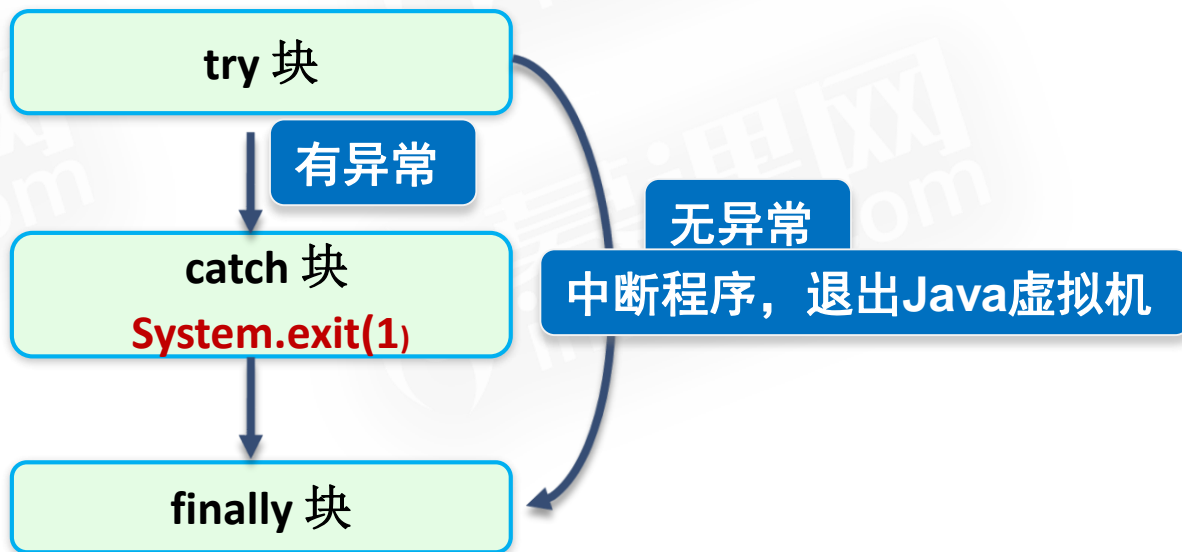 try 块
有异常
无异常
catch 块
System.exit(1)
中断程序，退出Java虚拟机
finally 块